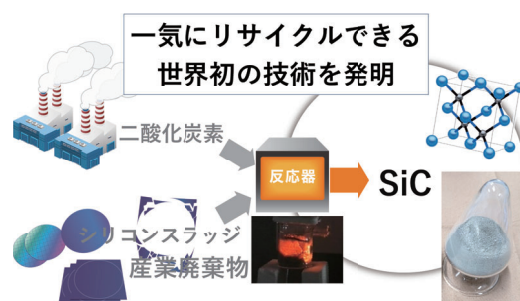 一気にリサイクルできる
世界初の技術を発明
二酸化炭素
反応器
SiC
シリコンスラッジ
産業廃棄物